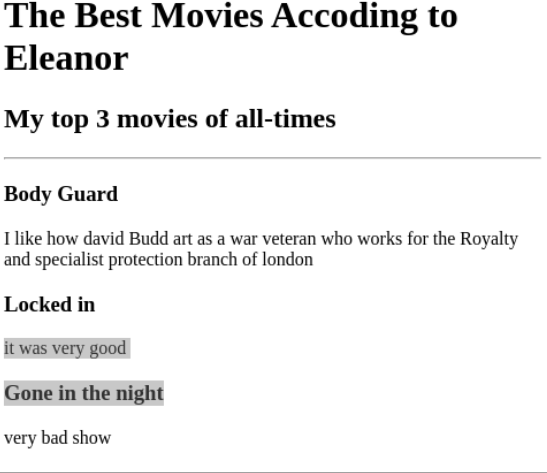 The Best Movies Accoding to
Eleanor
My top 3 movies of all-times
Body Guard
I like how david Budd art as a war veteran who works for the Royalty
and specialist protection branch of london
Locked in
it was very good
Gone in the night
very bad show